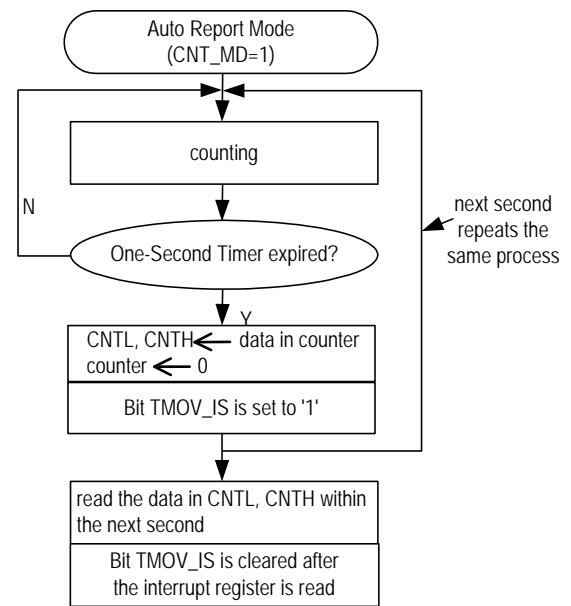 Auto Report Mode
(CNT_MD=1)
counting
N
next second
repeats the
same process
One-Second Timer expired?
Y
CNTL, CNTH ← data in counter
counter ← 0
Bit TMOV_IS is set to '1'
read the data in CNTL, CNTH within
the next second
Bit TMOV_IS is cleared after
the interrupt register is read